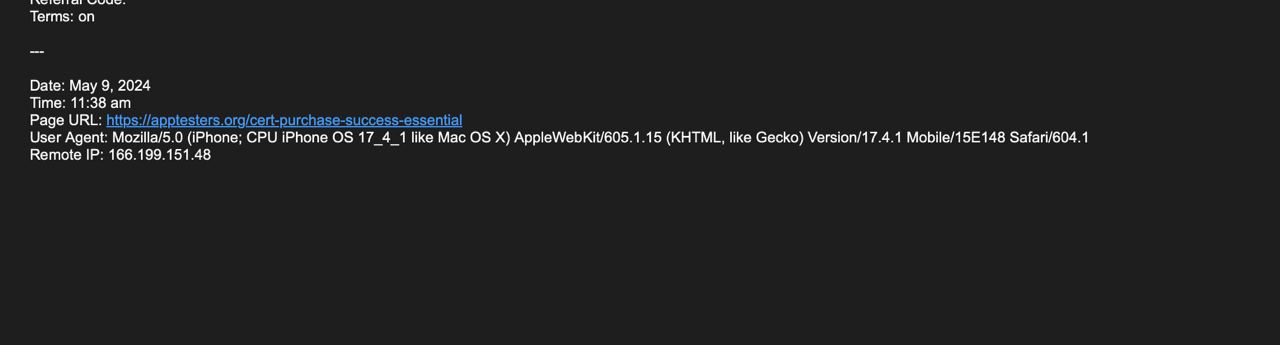 Referral Code:
Terms: on
---
Date: May 9, 2024
Time: 11:38 am
Page URL: https://apptesters.org/cert-purchase-success-essential
User Agent: Mozilla/5.0 (iPhone; CPU iPhone OS 17_4_1 like Mac OS X) AppleWebKit/605.1.15 (KHTML, like Gecko) Version/17.4.1 Mobile/15E148 Safari/604.1
Remote IP: 166.199.151.48